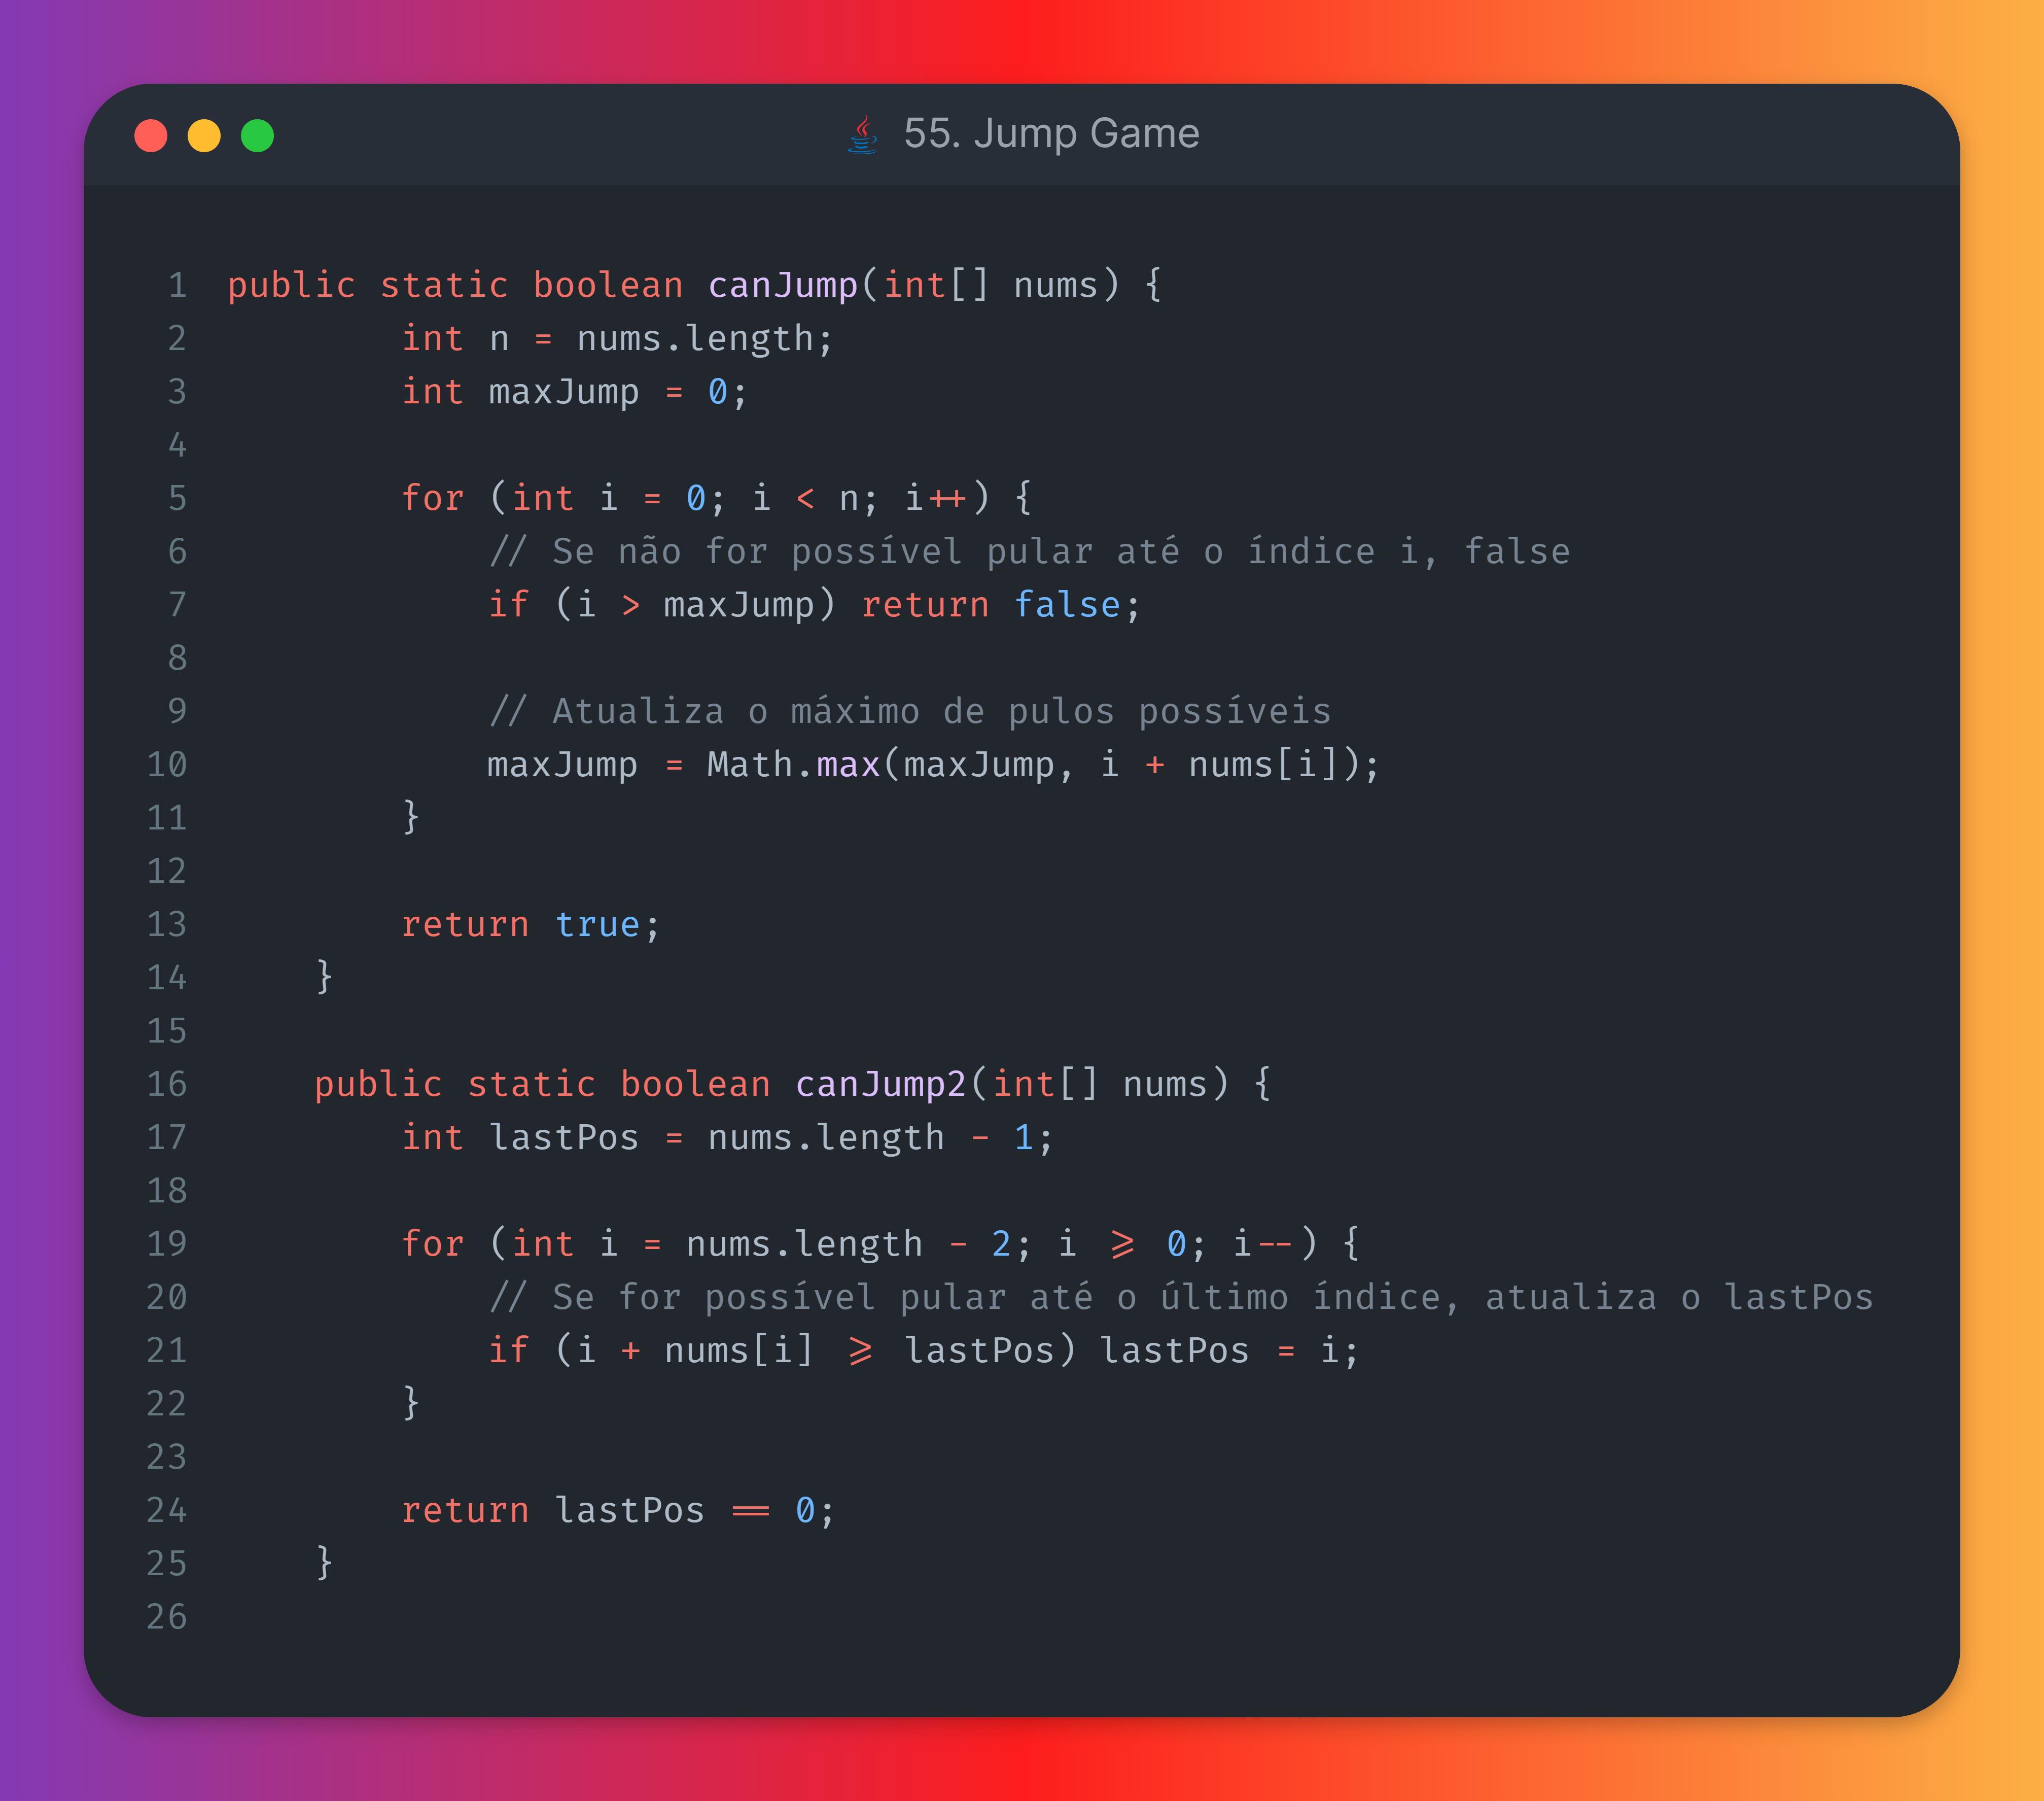 55. Jump Game
1 public static boolean canJump(int[] nums) {
2         int n = nums.length;
3         int maxJump = 0;
4
5         for (int i = 0; i < n; i++) {
6             // Se não for possível pular até o índice i, false
7             if (i > maxJump) return false;
8
9             // Atualiza o máximo de pulos possíveis
10             maxJump = Math.max(maxJump, i + nums[i]);
11         }
12
13         return true;
14     }
15
16     public static boolean canJump2(int[] nums) {
17         int lastPos = nums.length - 1;
18
19         for (int i = nums.length - 2; i >= 0; i--) {
20             // Se for possível pular até o último índice, atualiza o lastPos
21             if (i + nums[i] >= lastPos) lastPos = i;
22         }
23
24         return lastPos == 0;
25     }
26